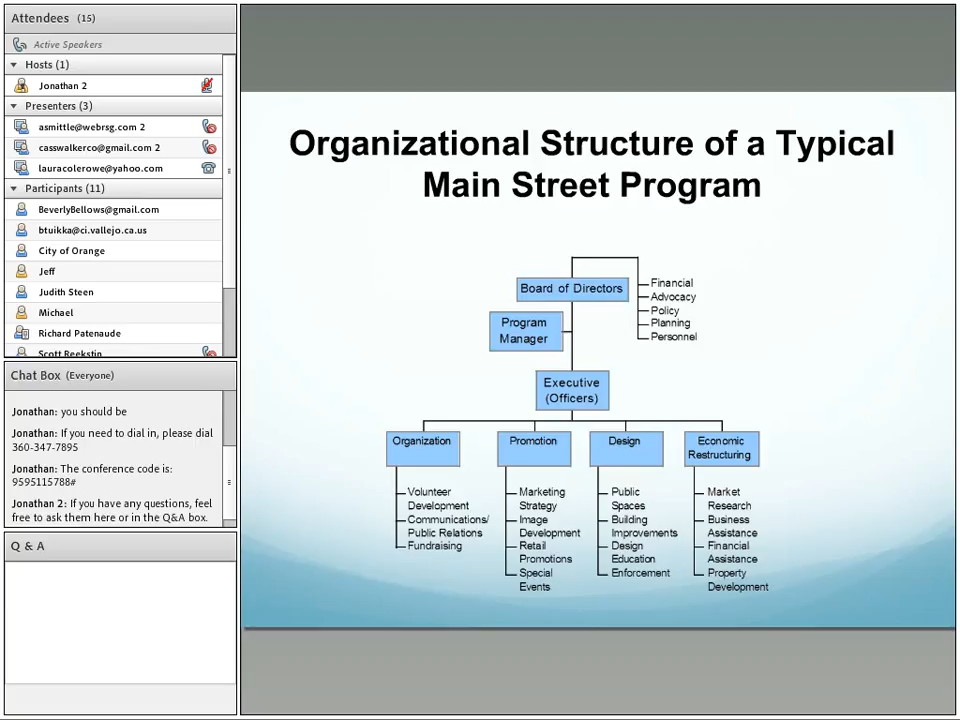 Attendees (15)
Active Speakers
Hosts (1)
Jonathan 2
Presenters (3)
asmittle@webrsg.com 2
casswalkerco@gmail.com 2
lauracolerowe@yahoo.com
Participants (11)
BeverlyBellows@gmail.com
btuikka@ci.vallejo.ca.us
City of Orange
Jeff
Judith Steen
Michael
Richard Patenaude
Scott Reekstin
Chat Box (Everyone)
Jonathan: you should be
Jonathan: If you need to dial in, please dial
360-347-7895
Jonathan: The conference code is:
9595115788#
Jonathan 2: If you have any questions, feel
free to ask them here or in the Q&A box.
Q & A
Organizational Structure of a Typical
Main Street Program
Board of Directors
Financial
Advocacy
Policy
Planning
Personnel
Program
Manager
Executive
(Officers)
Organization
Volunteer
Development
Communications/
Public Relations
Fundraising
Promotion
Marketing
Strategy
Image
Development
Retail
Promotions
Special
Events
Design
Public
Spaces
Building
Improvements
Design
Education
Enforcement
Economic
Restructuring
Market
Research
Business
Assistance
Financial
Assistance
Property
Development